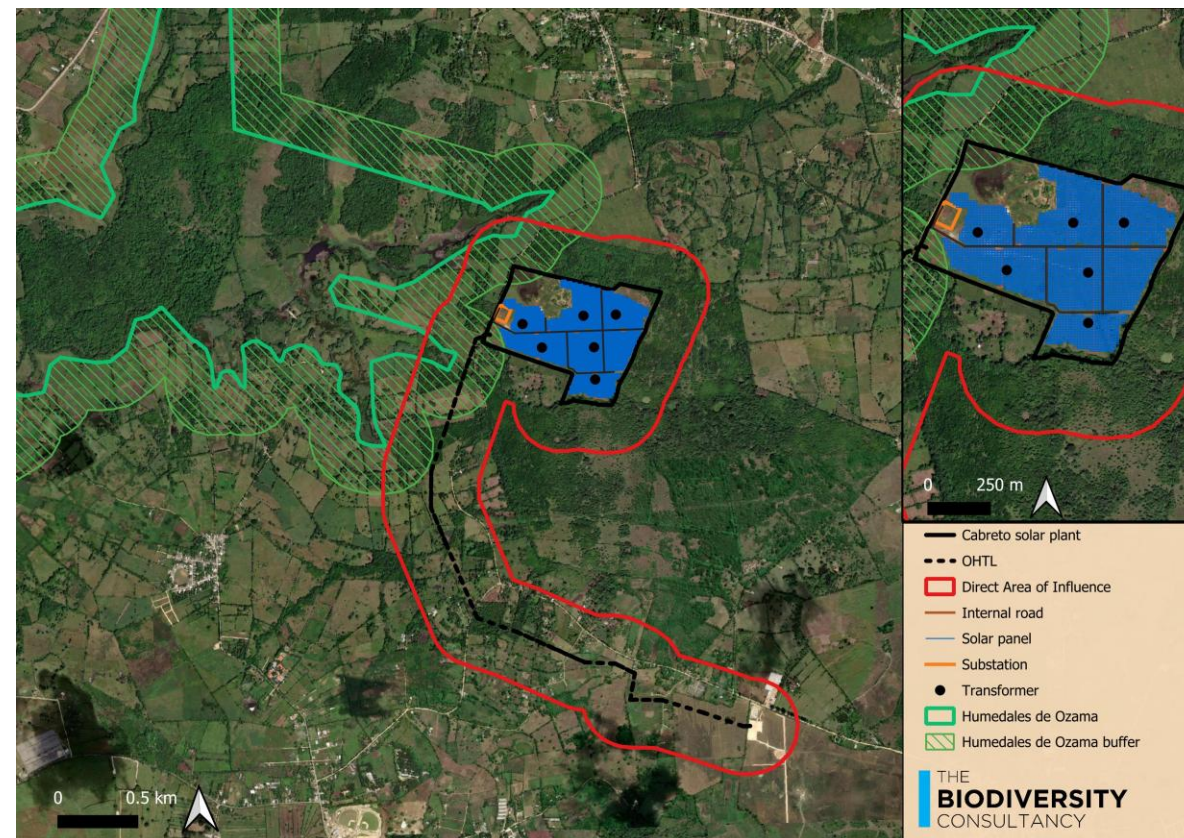 0 0.5 km
0 250 m
Cabreto solar plant
OHTL
Direct Area of Influence
Internal road
Solar panel
Substation
Transformer
Humedales de Ozama
Humedales de Ozama buffer
THE
BIODIVERSITY
CONSULTANCY